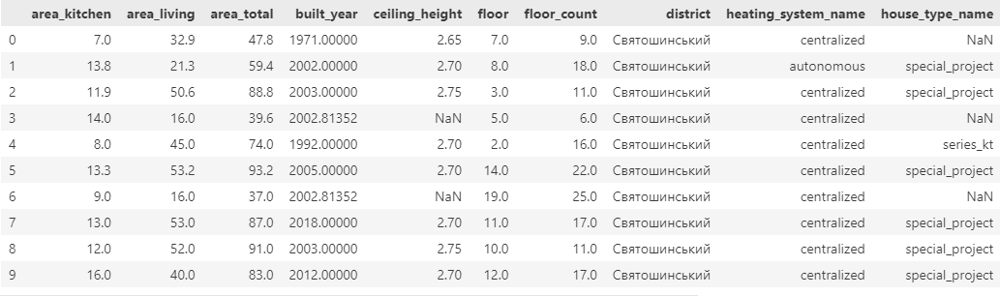 area_kitchen area_living area_total built_year ceiling_height floor floor_count district heating_system_name house_type_name
0 7.0 32.9 47.8 1971.00000 2.65 7.0 9.0 Святошинський centralized NaN
1 13.8 21.3 59.4 2002.00000 2.70 8.0 18.0 Святошинський autonomous special_project
2 11.9 50.6 88.8 2003.00000 2.75 3.0 11.0 Святошинський centralized special_project
3 14.0 16.0 39.6 2002.81352 NaN 5.0 6.0 Святошинський centralized NaN
4 8.0 45.0 74.0 1992.00000 2.70 2.0 16.0 Святошинський centralized series_kt
5 13.3 53.2 93.2 2005.00000 2.70 14.0 22.0 Святошинський centralized special_project
6 9.0 16.0 37.0 2002.81352 NaN 19.0 25.0 Святошинський centralized NaN
7 13.0 53.0 87.0 2018.00000 2.70 11.0 17.0 Святошинський centralized special_project
8 12.0 52.0 91.0 2003.00000 2.75 10.0 11.0 Святошинський centralized special_project
9 16.0 40.0 83.0 2012.00000 2.70 12.0 17.0 Святошинський centralized special_project